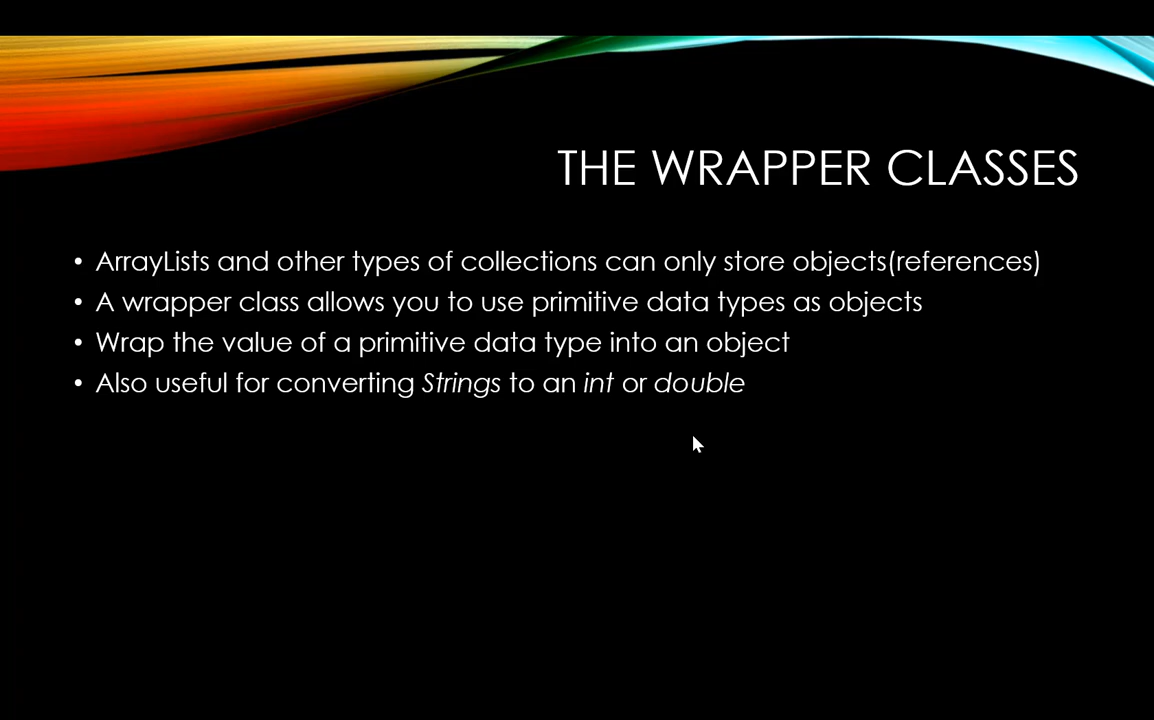 THE WRAPPER CLASSES
• ArrayLists and other types of collections can only store objects(references)
• A wrapper class allows you to use primitive data types as objects
• Wrap the value of a primitive data type into an object
• Also useful for converting Strings to an int or double